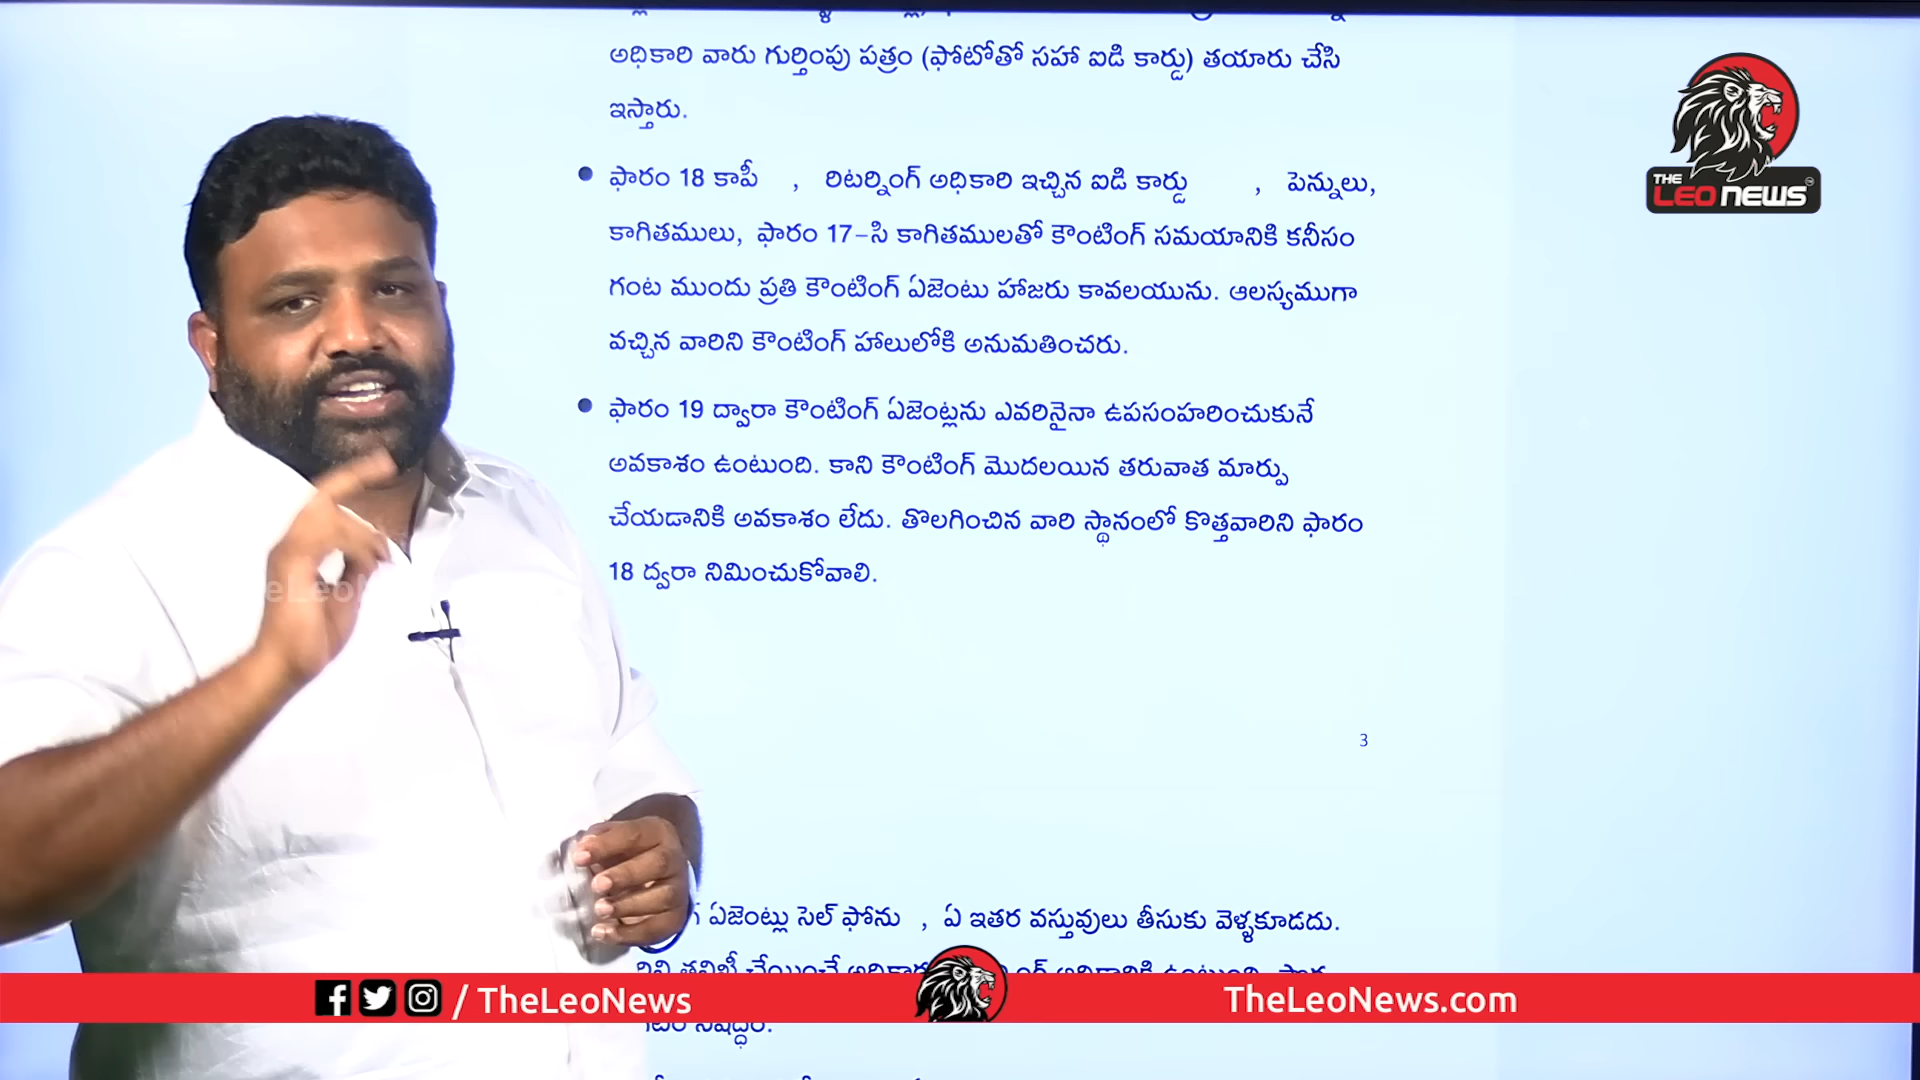 అధికారి వారు గుర్తింపు పత్రం (ఫోటోతో సహా ఐడి కార్డు) తయారు చేసి
ఇస్తారు.
• ఫారం 18 కాపీ , రిటర్నింగ్ అధికారి ఇచ్చిన ఐడి కార్డు , పెన్నులు,
కాగితములు, ఫారం 17-సి కాగితములతో కౌంటింగ్ సమయానికి కనీసం
గంట ముందు ప్రతి కౌంటింగ్ ఏజెంటు హాజరు కావలయును. ఆలస్యముగా
వచ్చిన వారిని కౌంటింగ్ హాలులోకి అనుమతించరు.
• ఫారం 19 ద్వారా కౌంటింగ్ ఏజెంట్లను ఎవరినైనా ఉపసంహరించుకునే
అవకాశం ఉంటుంది. కాని కౌంటింగ్ మొదలయిన తరువాత మార్పు
చేయడానికి అవకాశం లేదు. తొలగించిన వారి స్థానంలో కొత్తవారిని ఫారం
18 ద్వరా నిమించుకోవాలి.
3
ఏజెంట్లు సెల్ ఫోను , ఏ ఇతర వస్తువులు తీసుకు వెళ్ళకూడదు.
THE
LEO NEWS
/ TheLeoNews
TheLeoNews.com